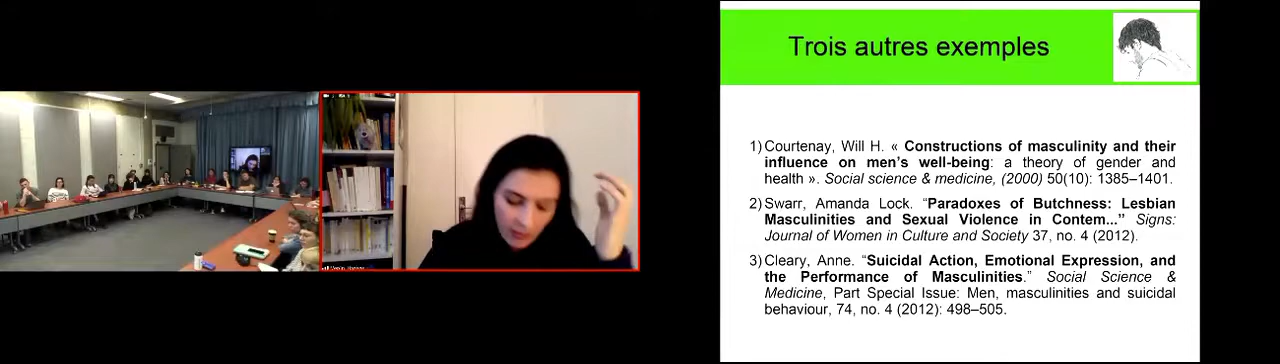 Trois autres exemples
1) Courtenay, Will H. « Constructions of masculinity and their
influence on men's well-being: a theory of gender and
health ». Social science & medicine, (2000) 50(10): 1385–1401.
2) Swarr, Amanda Lock. “Paradoxes of Butchness: Lesbian
Masculinities and Sexual Violence in Contem...” Signs:
Journal of Women in Culture and Society 37, no. 4 (2012).
3) Cleary, Anne. “Suicidal Action, Emotional Expression, and
the Performance of Masculinities.” Social Science &
Medicine, Part Special Issue: Men, masculinities and suicidal
behaviour, 74, no. 4 (2012): 498–505.